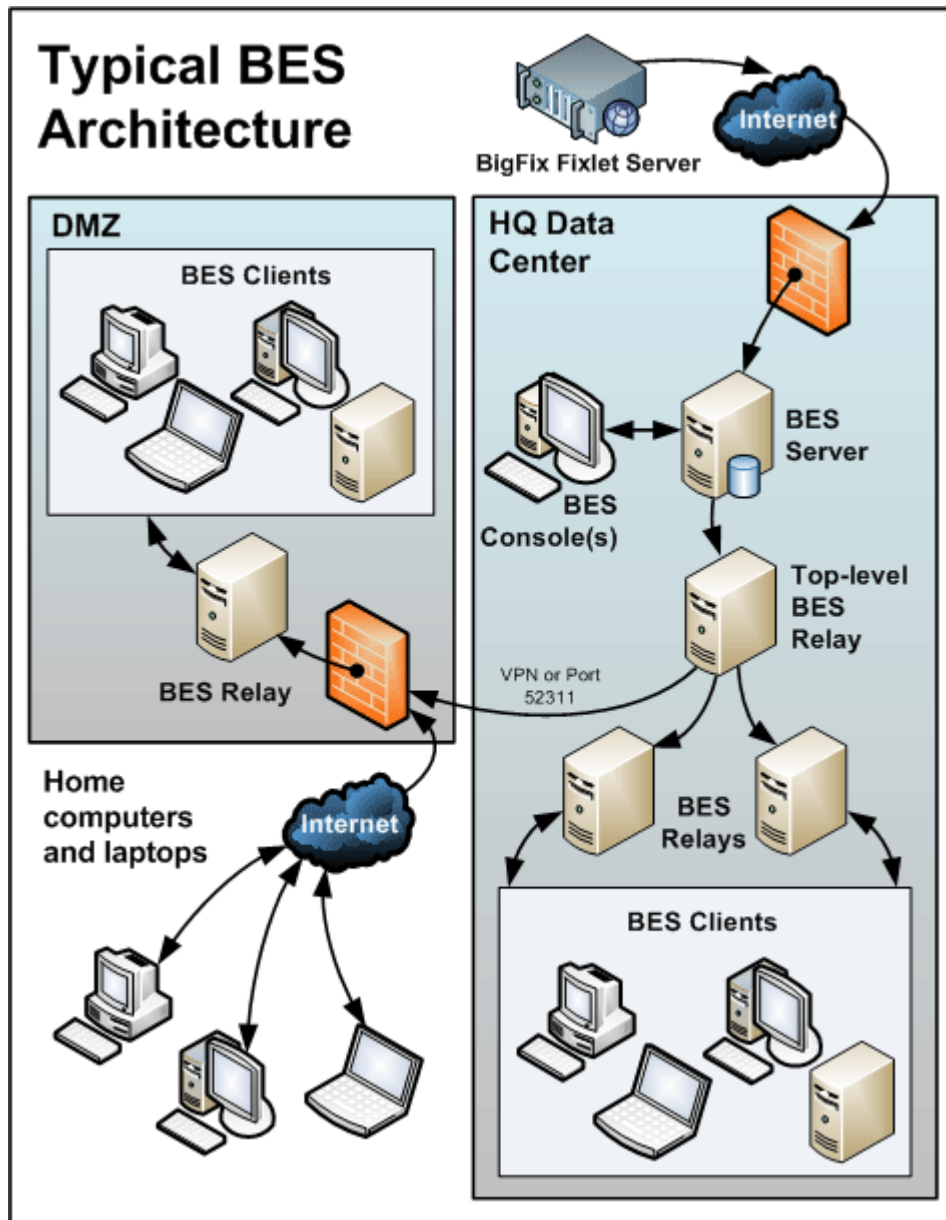 Typical BES
Architecture
Internet
BigFix Fixlet Server
DMZ
BES Clients
BES Relay
HQ Data
Center
BES
Server
BES
Console(s)
Top-level
BES
Relay
VPN or Port
52311
BES
Relays
BES Clients
Home
computers
and laptops
Internet